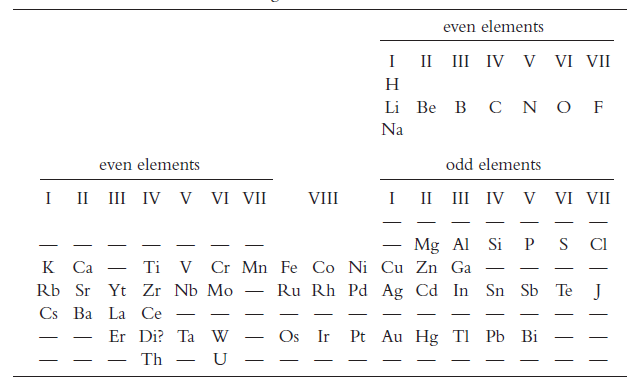 even elements
I II III IV V VI VII
H
Li Be B C N O F
Na
even elements odd elements
I II III IV V VI VII VIII I II III IV V VI VII
— — — — — — —
— — — — — — — — Mg Al Si P S Cl
K Ca — Ti V Cr Mn Fe Co Ni Cu Zn Ga — — — —
Rb Sr Yt Zr Nb Mo — Ru Rh Pd Ag Cd In Sn Sb Te J
Cs Ba La Ce — — — — — — — — — — — — —
— — Er Di? Ta W — Os Ir Pt Au Hg Tl Pb Bi — —
— — — Th — U — — — — — — — — — — —